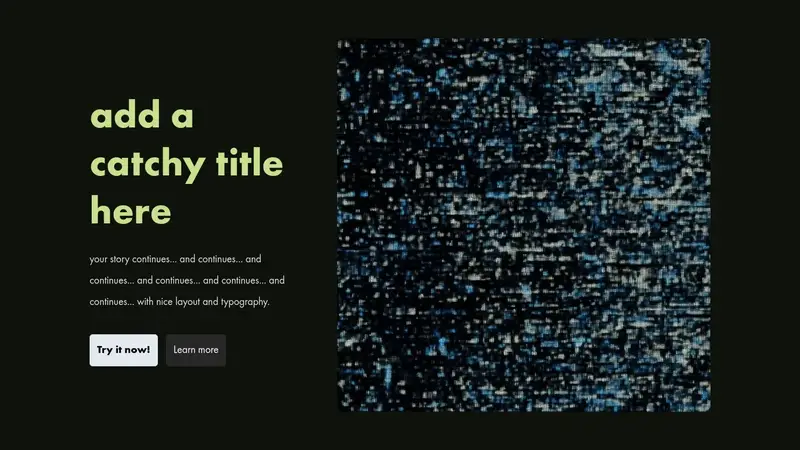 add a
catchy title
here
your story continues... and continues... and
continues... and continues... and continues... and
continues... with nice layout and typography.
Try it now!
Learn more